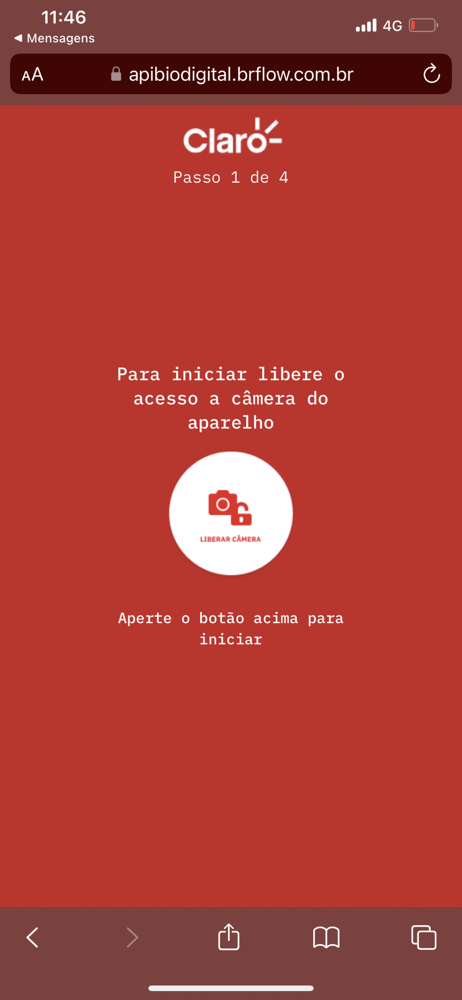 11:46
4G
Mensagens
AA
apibiodigital.brflow.com.br
Claro
Passo 1 de 4
Para iniciar libere o
acesso a câmera do
aparelho
LIBERAR CÂMERA
Aperte o botão acima para
iniciar